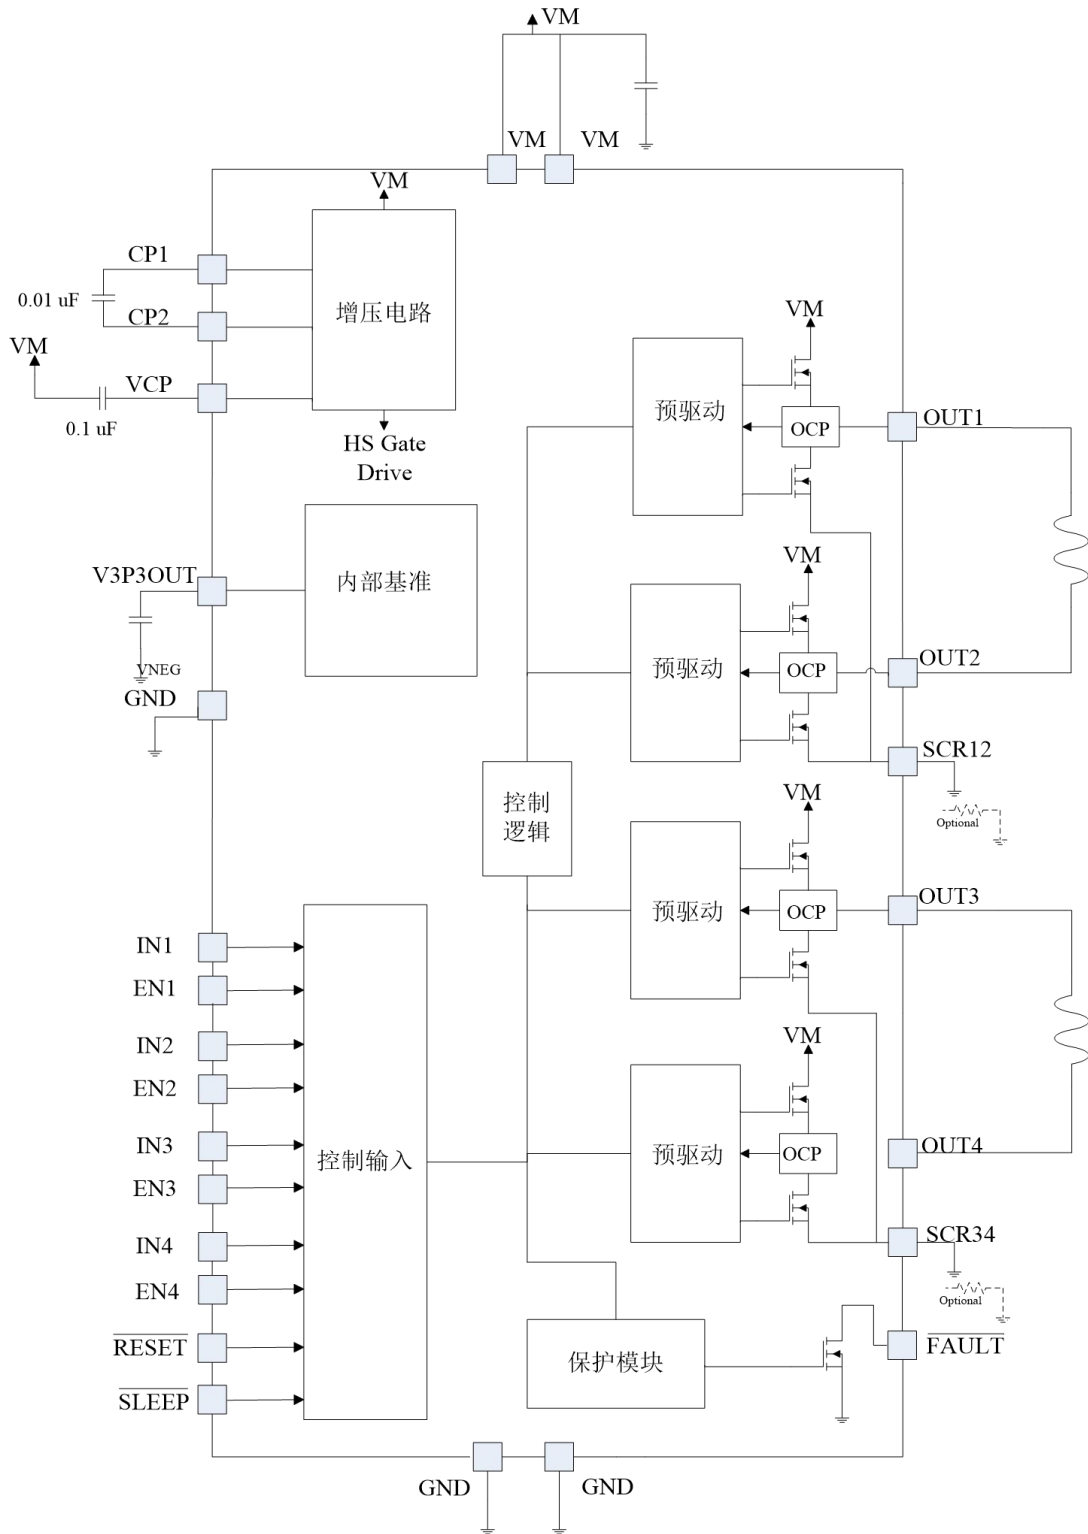 VM
VM
VM
VM
CP1
0.01 uF
增压电路
CP2
VM
VM
VCP
预驱动
OUT1
0.1 uF
OCP
HS Gate
Drive
VM
V3P3OUT
内部基准
OUT2
VNEG
预驱动
OCP
GND
SCR12
VM
控制
逻辑
Optional
OUT3
预驱动
OCP
IN1
EN1
IN2
VM
EN2
IN3
控制输入
预驱动
OCP
OUT4
EN3
IN4
SCR34
EN4
Optional
RESET
保护模块
FAULT
SLEEP
GND
GND